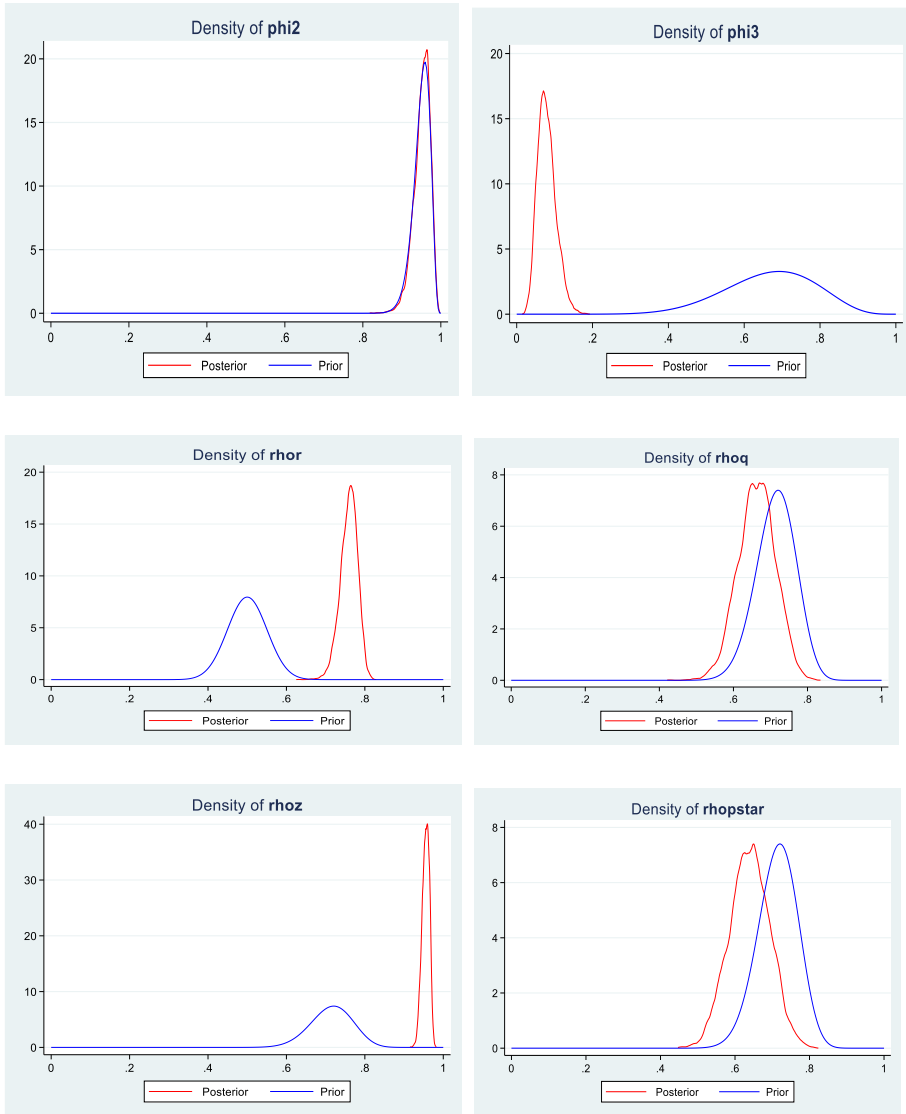 Density of phi2
20
15
10
5
0
0 .2 .4 .6 .8 1
Posterior Prior
Density of phi3
20
15
10
5
0
0 .2 .4 .6 .8 1
Posterior Prior
Density of rhor
20
15
10
5
0
0 .2 .4 .6 .8 1
Posterior Prior
Density of rhoq
8
6
4
2
0
0 .2 .4 .6 .8 1
Posterior Prior
Density of rhoz
40
30
20
10
0
0 .2 .4 .6 .8 1
Posterior Prior
Density of rhopstar
8
6
4
2
0
0 .2 .4 .6 .8 1
Posterior Prior